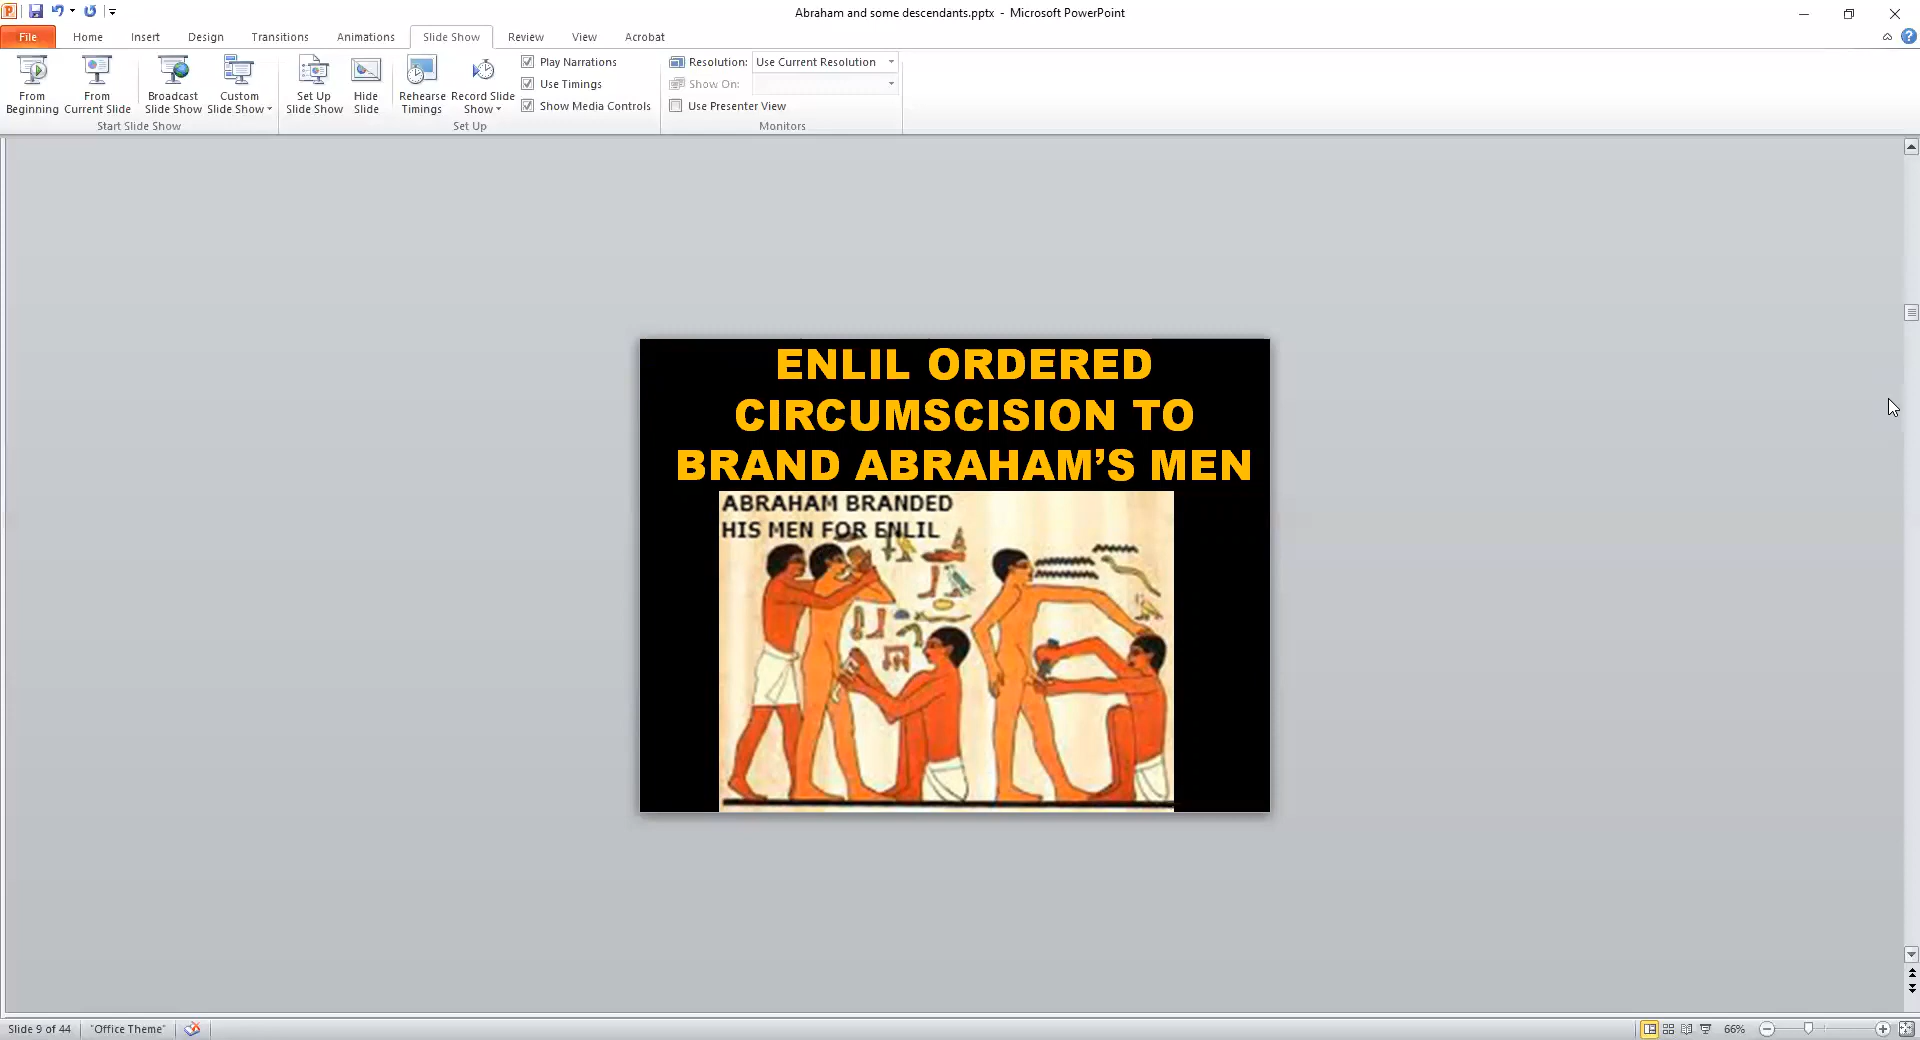 Abraham and some descendants.pptx - Microsoft PowerPoint
File Home Insert Design Transitions Animations Slide Show Review View Acrobat
From Beginning
From Current Slide
Broadcast Slide Show
Custom Slide Show
Start Slide Show
Set Up Slide Show
Hide Slide
Rehearse Timings
Record Slide Show
Play Narrations
Use Timings
Show Media Controls
Set Up
Resolution: Use Current Resolution
Show On:
Use Presenter View
Monitors
ENLIL ORDERED
CIRCUMSCISION TO
BRAND ABRAHAM’S MEN
ABRAHAM BRANDED
HIS MEN FOR ENLIL
Slide 9 of 44 "Office Theme" 66%